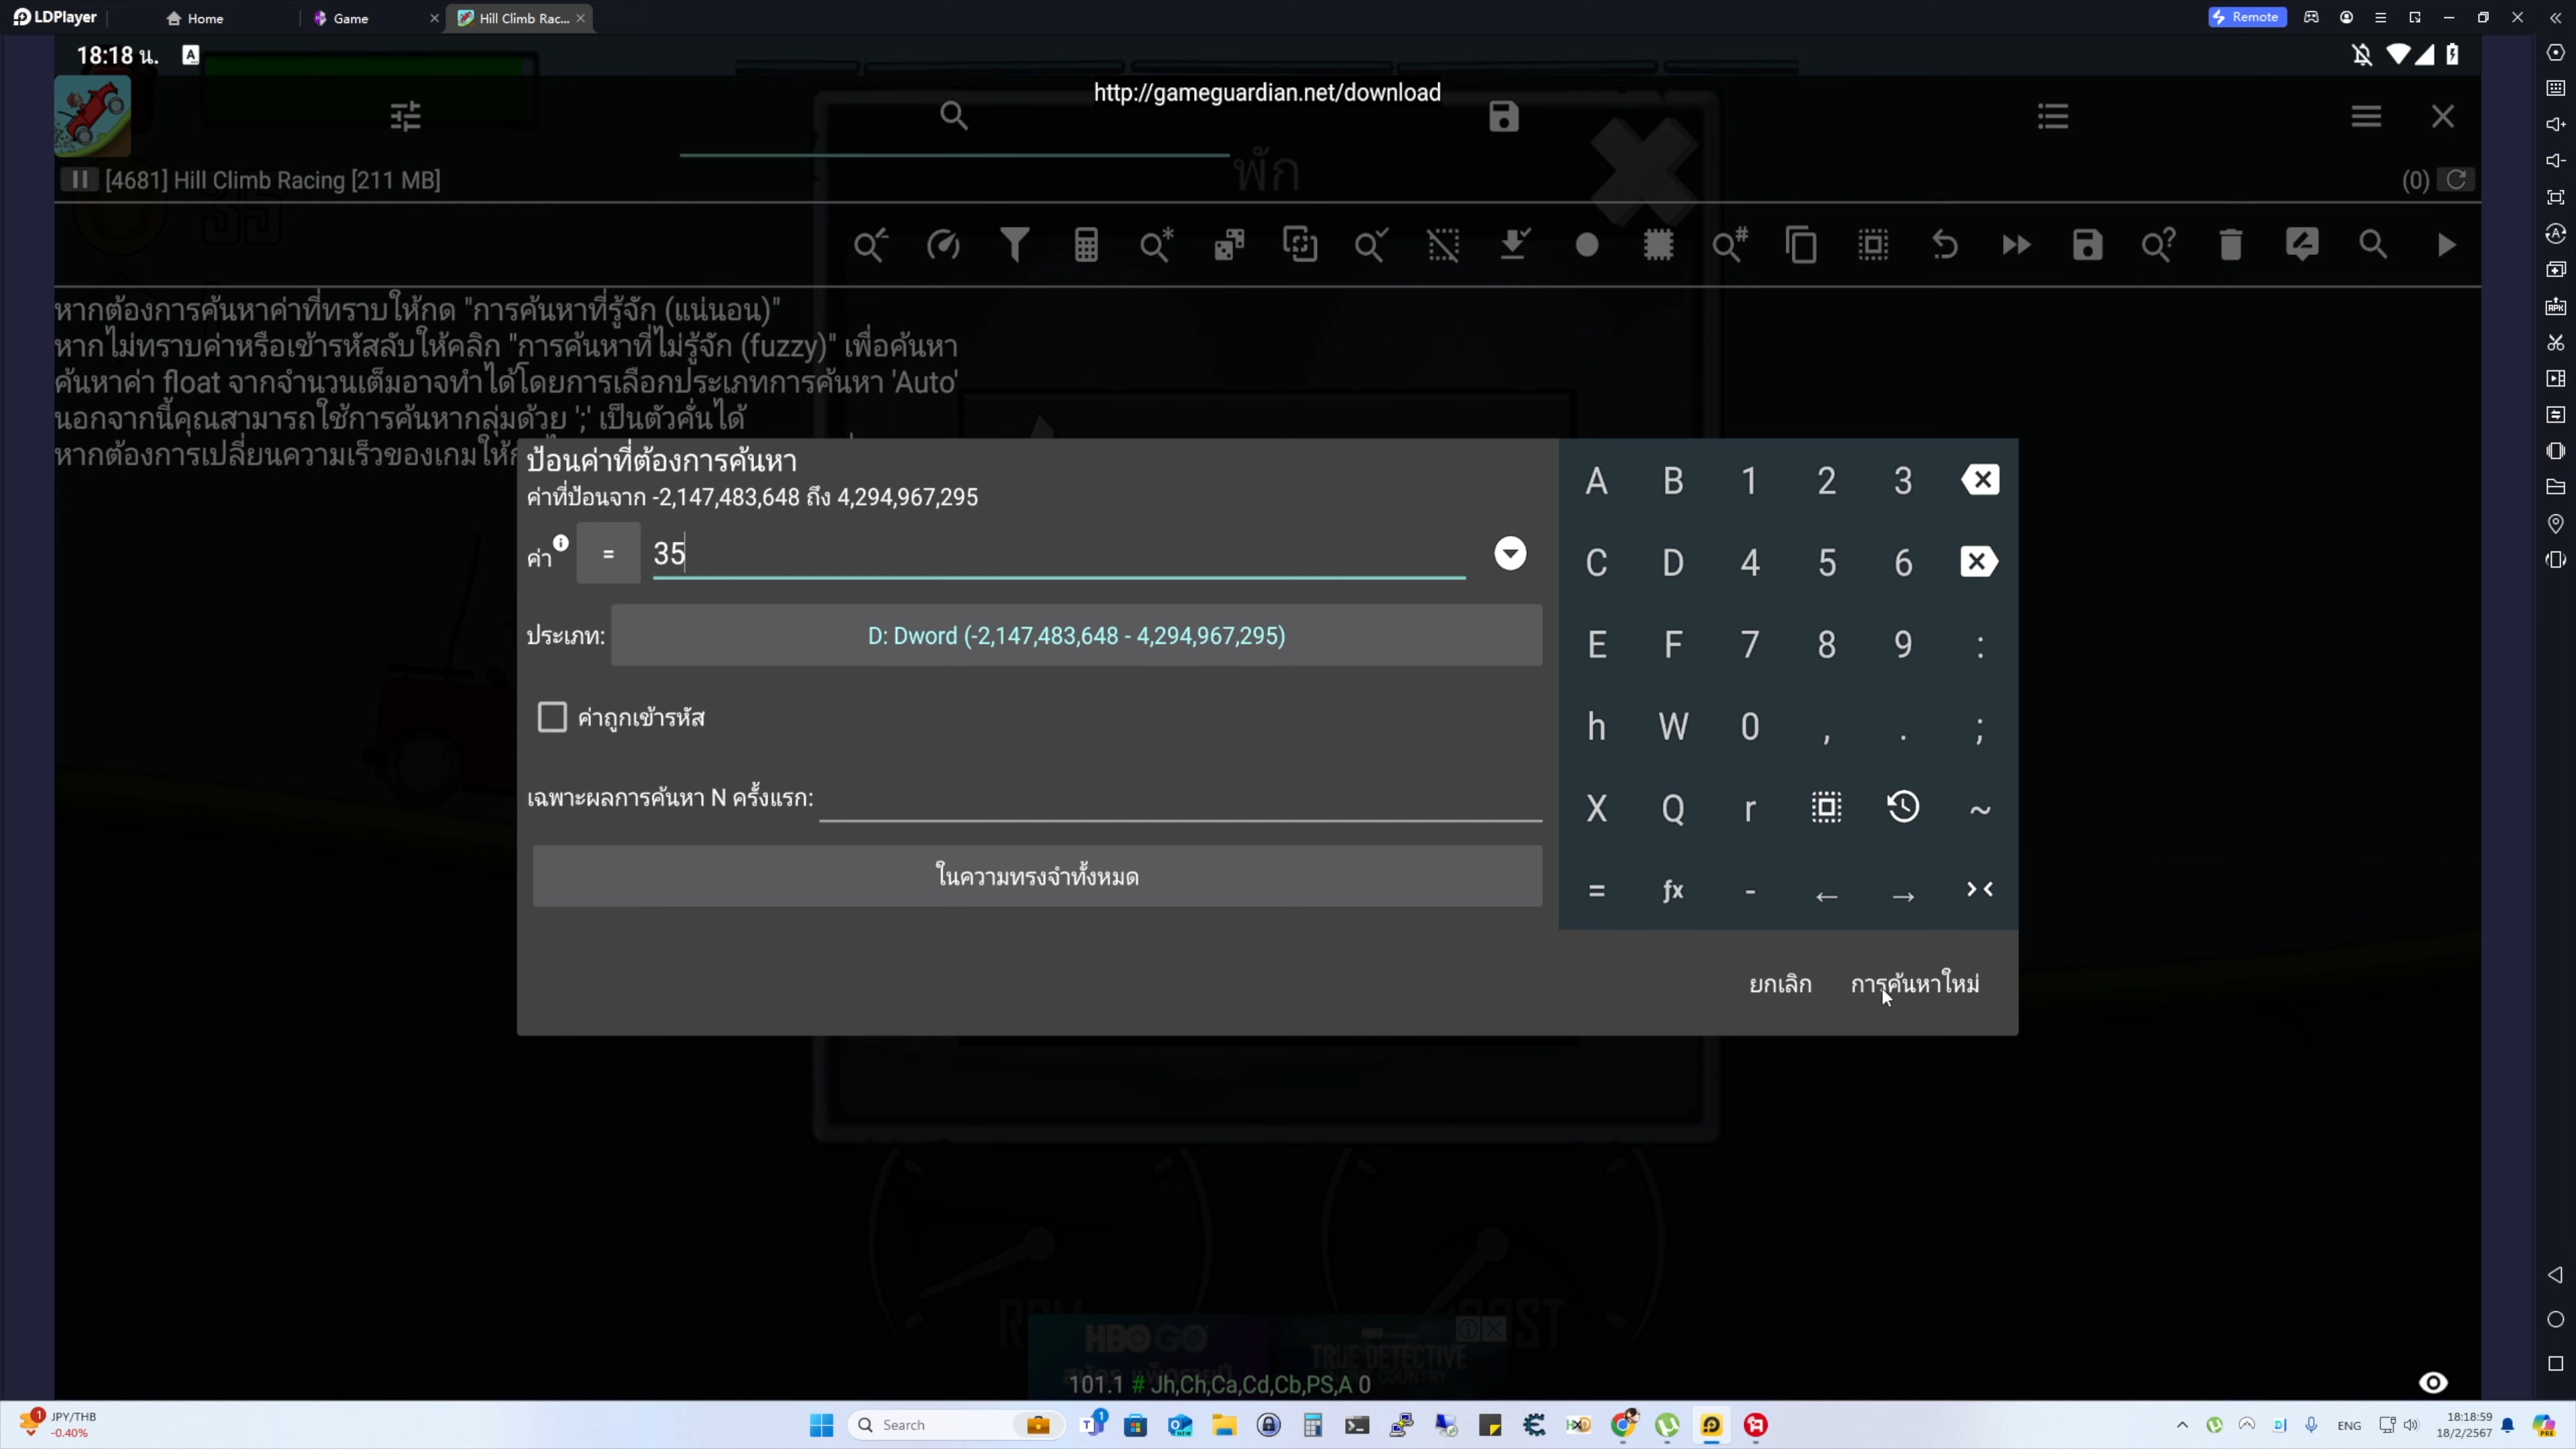 LDPlayer
Home
Game
Hill Climb Rac...
Remote
18:18 น.
A
http://gameguardian.net/download
พัก
[4681] Hill Climb Racing [211 MB]
(0)
35
หากต้องการค้นหาค่าที่ทราบให้กด "การค้นหาที่รู้จัก (แน่นอน)"
หากไม่ทราบค่าหรือเข้ารหัสลับให้คลิก "การค้นหาที่ไม่รู้จัก (fuzzy)" เพื่อค้นหา
ค้นหาค่า float จากจำนวนเต็มอาจทำได้โดยการเลือกประเภทการค้นหา 'Auto'
นอกจากนี้คุณสามารถใช้การค้นหากลุ่มด้วย ';' เป็นตัวคั่นได้
หากต้องการเปลี่ยนความเร็วของเกมให้
ป้อนค่าที่ต้องการค้นหา
ค่าที่ป้อนจาก -2,147,483,648 ถึง 4,294,967,295
ค่า = 35
ประเภท: D: Dword (-2,147,483,648 - 4,294,967,295)
ค่าถูกเข้ารหัส
เฉพาะผลการค้นหา N ครั้งแรก:
ในความทรงจำทั้งหมด
A B 1 2 3
C D 4 5 6
E F 7 8 9 :
h W 0 , . ;
X Q r ~
= ƒx - ← → ><
ยกเลิก การค้นหาใหม่
HBO GO
TRUE DETECTIVE
COUNTRY
101.1 # Jh,Ch,Ca,Cd,Cb,PS,A 0
1
JPY/THB
-0.40%
Search
1
NEW
HXD
ENG
18:18:59
18/2/2567
PRE
APK